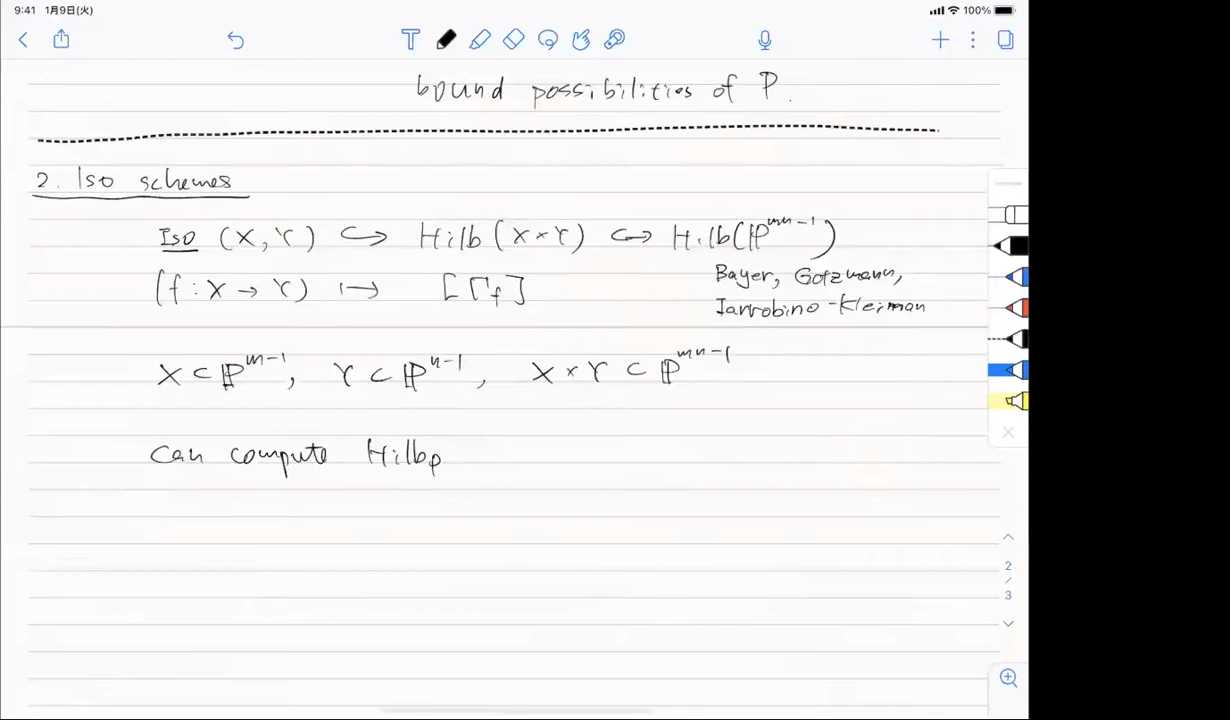 9:41 1月9日(火) 100%
T
bound possibilities of P.
2. Iso schemes
Iso (X, Y) ↪ Hilb (X×Y) ↪ Hilb(ℙ^{mn-1})
(f : X → Y) ↦ [Γ_f]
Bayer, Gotzmann,
Iarrobino-Kleiman
X ⊂ ℙ^{m-1}, Y ⊂ ℙ^{n-1}, X × Y ⊂ ℙ^{mn-1}
Can compute Hilb_P
2
/
3